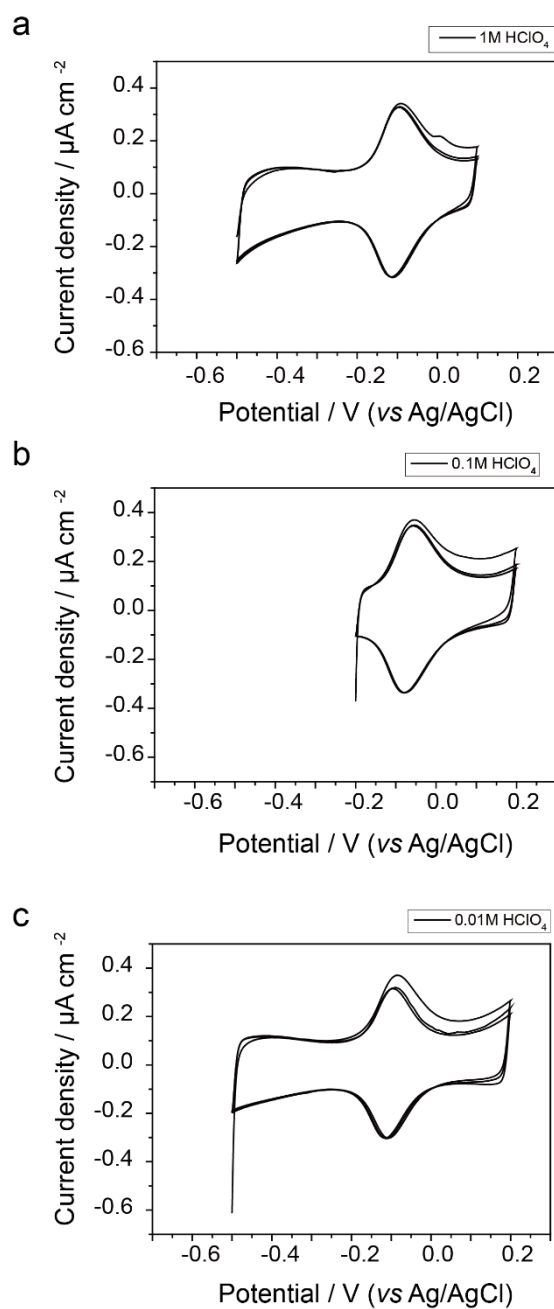 a
1M HClO₄
0.4
0.2
0.0
-0.2
-0.4
-0.6
Current density / µA cm⁻²
-0.6 -0.4 -0.2 0.0 0.2
Potential / V (vs Ag/AgCl)
b
0.1M HClO₄
0.4
0.2
0.0
-0.2
-0.4
-0.6
Current density / µA cm⁻²
-0.6 -0.4 -0.2 0.0 0.2
Potential / V (vs Ag/AgCl)
c
0.01M HClO₄
0.4
0.2
0.0
-0.2
-0.4
-0.6
Current density / µA cm⁻²
-0.6 -0.4 -0.2 0.0 0.2
Potential / V (vs Ag/AgCl)